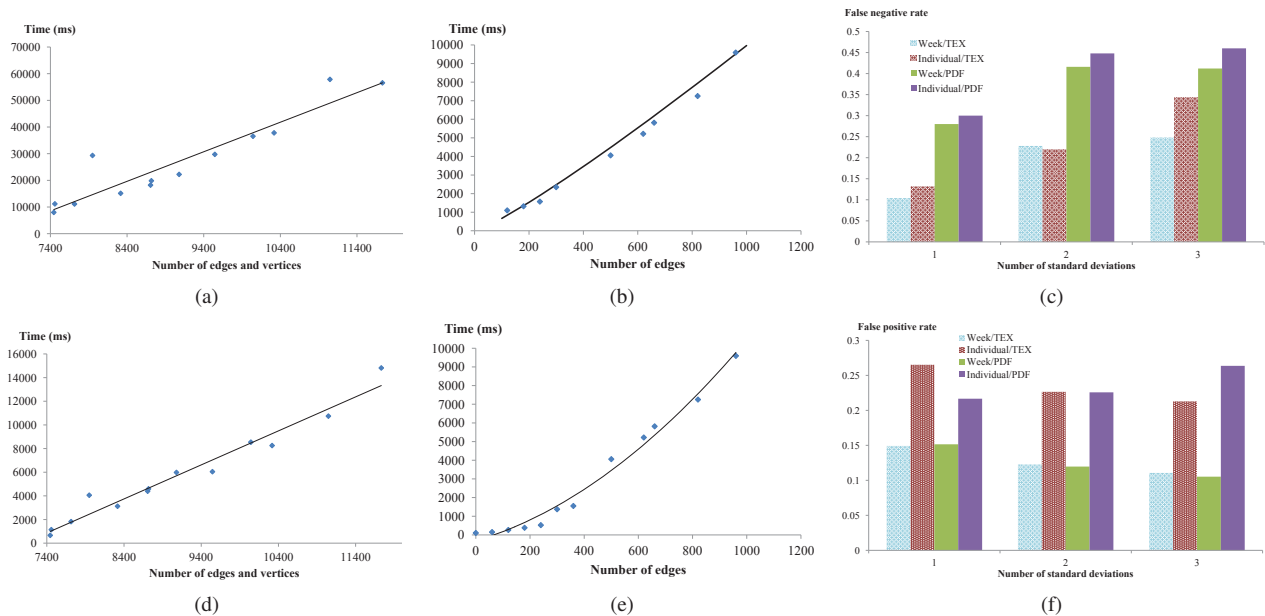 Time (ms)
70000
60000
50000
40000
30000
20000
10000
0
7400 8400 9400 10400 11400
Number of edges and vertices
(a)
Time (ms)
10000
9000
8000
7000
6000
5000
4000
3000
2000
1000
0
0 200 400 600 800 1000 1200
Number of edges
(b)
False negative rate
0.5
0.45
0.4
0.35
0.3
0.25
0.2
0.15
0.1
0.05
0
Week/TEX
Individual/TEX
Week/PDF
Individual/PDF
1 2 3
Number of standard deviations
(c)
Time (ms)
16000
14000
12000
10000
8000
6000
4000
2000
0
7400 8400 9400 10400 11400
Number of edges and vertices
(d)
Time (ms)
10000
9000
8000
7000
6000
5000
4000
3000
2000
1000
0
0 200 400 600 800 1000 1200
Number of edges
(e)
False positive rate
0.3
0.25
0.2
0.15
0.1
0.05
0
Week/TEX
Individual/TEX
Week/PDF
Individual/PDF
1 2 3
Number of standard deviations
(f)